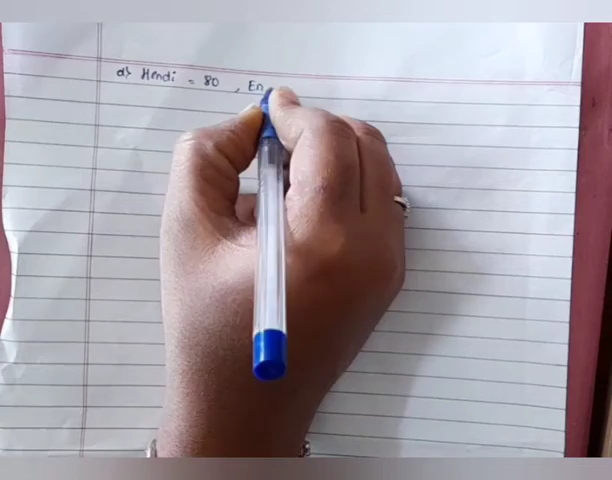 a) Hindi = 80 , En